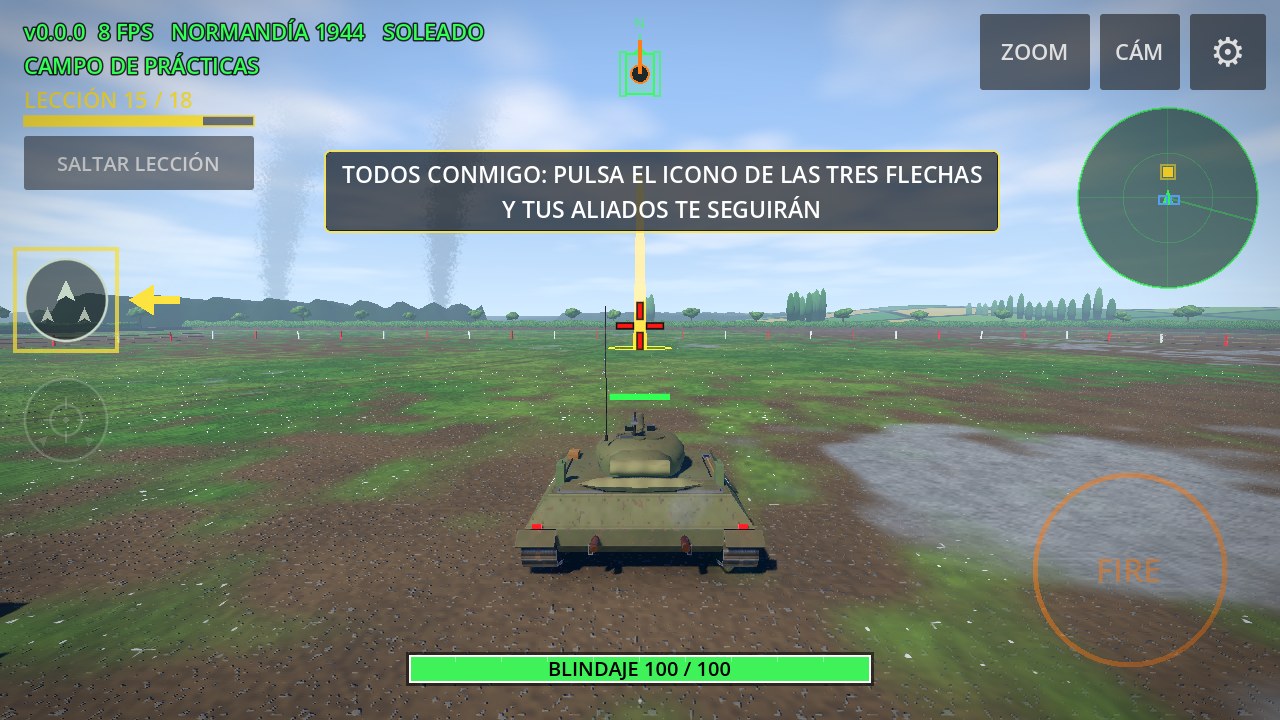 v0.0.0 8 FPS NORMANDÍA 1944 SOLEADO
CAMPO DE PRÁCTICAS
LECCIÓN 15 / 18
SALTAR LECCIÓN
ZOOM
CÁM
TODOS CONMIGO: PULSA EL ICONO DE LAS TRES FLECHAS
Y TUS ALIADOS TE SEGUIRÁN
FIRE
BLINDAJE 100 / 100